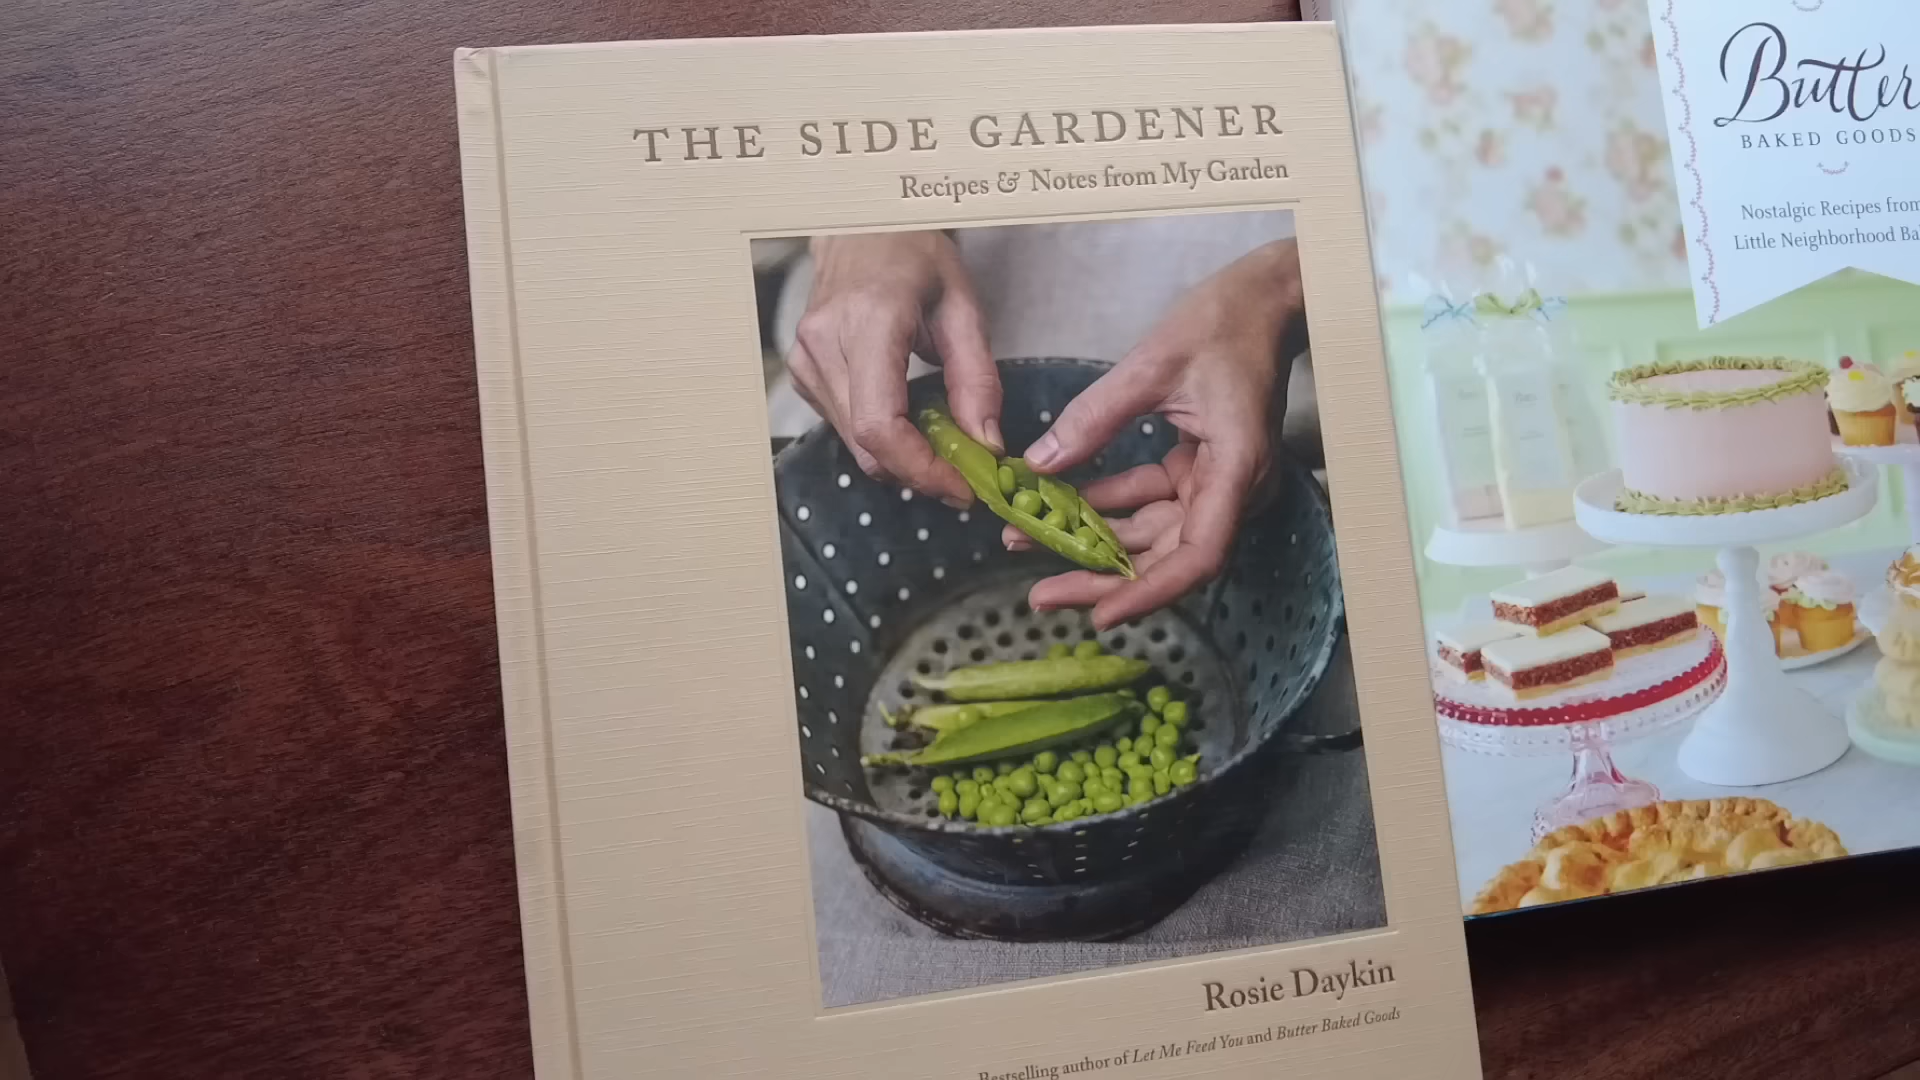 THE SIDE GARDENER
Recipes & Notes from My Garden
Rosie Daykin
Bestselling author of Let Me Feed You and Butter Baked Goods
Butter
BAKED GOODS
Nostalgic Recipes from
Little Neighborhood